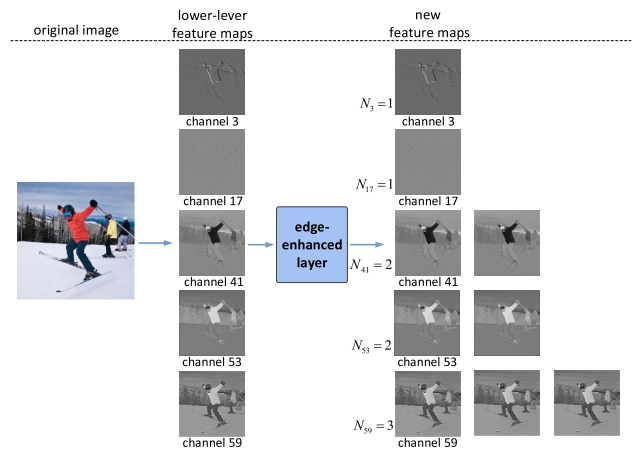 original image
lower-lever
feature maps
new
feature maps
channel 3
channel 17
channel 41
channel 53
channel 59
edge-
enhanced
layer
N₃ = 1
channel 3
N₁₇ = 1
channel 17
N₄₁ = 2
channel 41
N₅₃ = 2
channel 53
N₅₉ = 3
channel 59